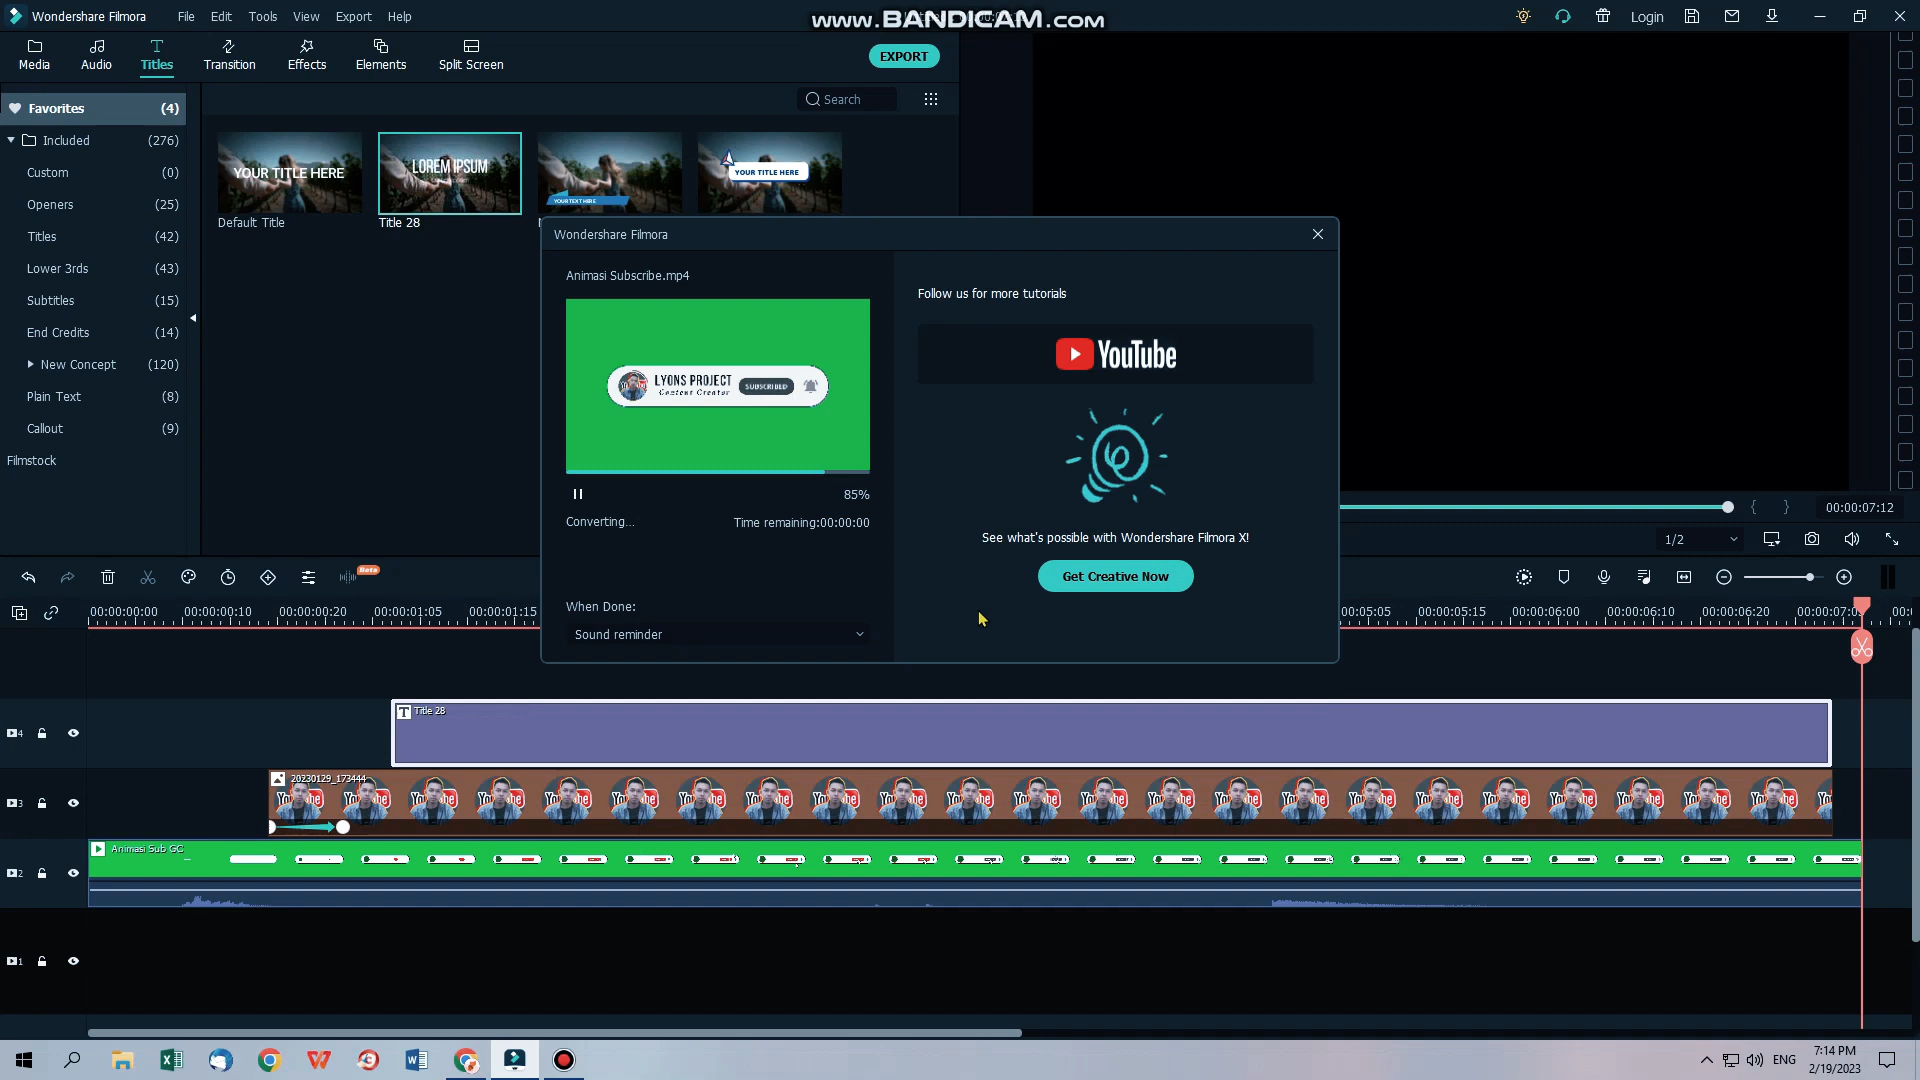 Wondershare Filmora
File Edit Tools View Export Help
www.BANDICAM.com
Login
Media Audio Titles Transition Effects Elements Split Screen
EXPORT
Favorites (4)
Search
Included (276)
Custom (0)
Openers (25)
Titles (42)
Lower 3rds (43)
Subtitles (15)
End Credits (14)
New Concept (120)
Plain Text (8)
Callout (9)
Filmstock
YOUR TITLE HERE
LOREM IPSUM
YOUR TEXT HERE
YOUR TITLE HERE
Default Title
Title 28
Wondershare Filmora
Animasi Subscribe.mp4
LYONS PROJECT
Content Creator
SUBSCRIBED
85%
Converting...
Time remaining:00:00:00
When Done:
Sound reminder
Follow us for more tutorials
YouTube
See what's possible with Wondershare Filmora X!
Get Creative Now
00:00:07:12
1/2
Beta
00:00:00:00 00:00:00:10 00:00:00:20 00:00:01:05 00:00:01:15
:00:05:05 00:00:05:15 00:00:06:00 00:00:06:10 00:00:06:20 00:00:07:0
4
Title 28
3
20230129_173444
2
Animasi Sub GC
1
ENG
7:14 PM
2/19/2023